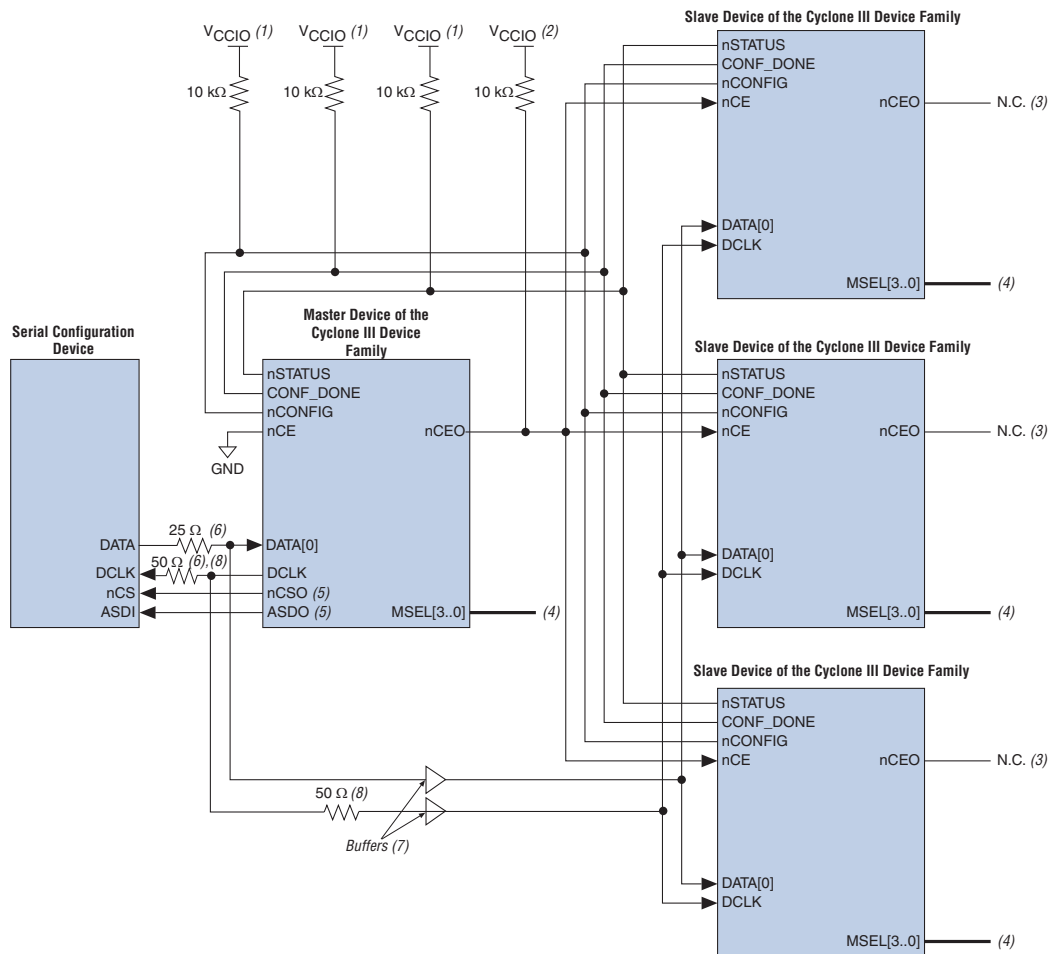 Slave Device of the Cyclone III Device Family
VCCIO (1)
VCCIO (1)
VCCIO (1)
VCCIO (2)
10 kΩ
10 kΩ
10 kΩ
10 kΩ
nSTATUS
CONF_DONE
nCONFIG
nCE
nCEO
N.C. (3)
DATA[0]
DCLK
MSEL[3..0]
(4)
Serial Configuration
Device
DATA
DCLK
nCS
ASDI
25 Ω (6)
50 Ω (6),(8)
Master Device of the
Cyclone III Device
Family
nSTATUS
CONF_DONE
nCONFIG
nCE
nCEO
GND
DATA[0]
DCLK
nCSO (5)
ASDO (5)
MSEL[3..0]
(4)
Slave Device of the Cyclone III Device Family
nSTATUS
CONF_DONE
nCONFIG
nCE
nCEO
N.C. (3)
DATA[0]
DCLK
MSEL[3..0]
(4)
Slave Device of the Cyclone III Device Family
nSTATUS
CONF_DONE
nCONFIG
nCE
nCEO
N.C. (3)
50 Ω (8)
Buffers (7)
DATA[0]
DCLK
MSEL[3..0]
(4)